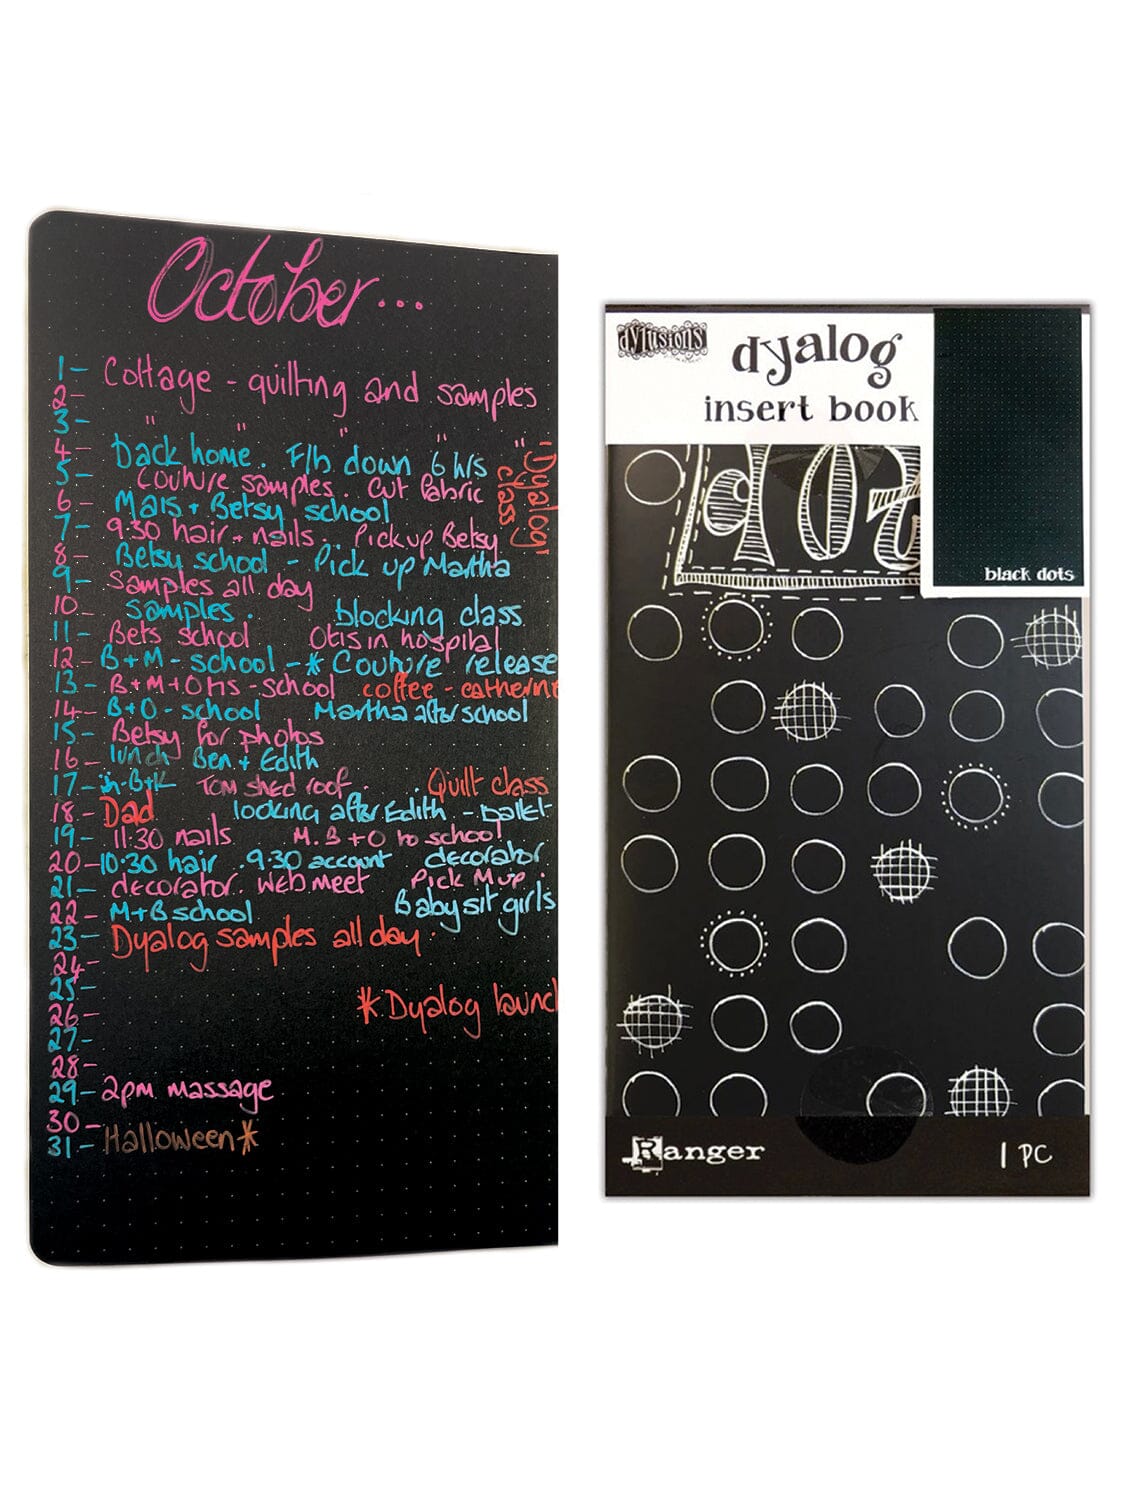 October...
1- Cottage - quilting and samples
2-
3- " " " "
4- Back home. F/b down 6 hrs
5- couture samples. Cut fabric
6- Mais + Betsy school
7- 9.30 hair + nails. Pick up Betsy
8- Betsy school - Pick up Martha
9- Samples all day
10- Samples. blocking class
11- Bets school Otis in hospital
12- B+M - school - * Couture release
13- B+M+Otis - school coffee - catherine
14- B+O - school Martha after school
15- Betsy for photos
16- lunch Ben + Edith
17- B+K Tom shed roof. Quilt class
18- Dad looking after Edith - ballet
19- 11.30 nails M.B+O to school
20- 10:30 hair. 9.30 account decorator
21- decorator. Web meet Pick M up.
22- M+B school Babysit girls
23- Dyalog samples all day.
24-
25-
26- * Dyalog launch
27-
28-
29- 2pm massage
30-
31- Halloween *
Dyalog
class
dylusions
dyalog
insert book
dots
black dots
Ranger
1 PC